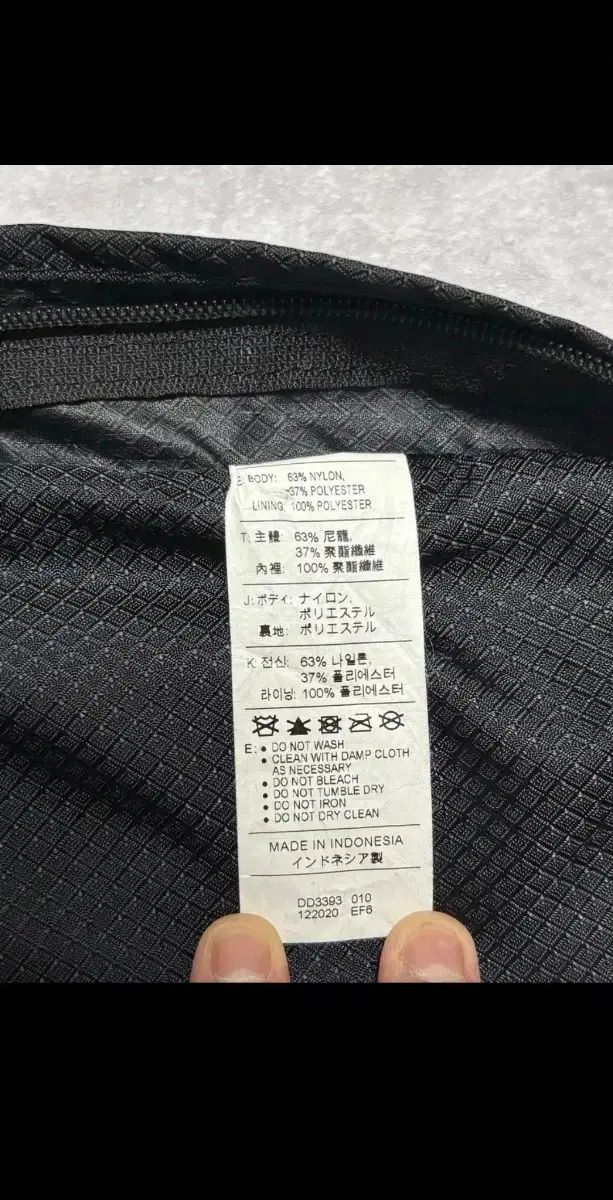 E: BODY: 63% NYLON,
37% POLYESTER
LINING: 100% POLYESTER
T: 主體: 63% 尼龍,
37% 聚酯纖維
內裡: 100% 聚酯纖維
J: ボディ: ナイロン,
ポリエステル
裏地: ポリエステル
K: 전신: 63% 나일론,
37% 폴리에스터
라이닝: 100% 폴리에스터
E: • DO NOT WASH
• CLEAN WITH DAMP CLOTH
AS NECESSARY
• DO NOT BLEACH
• DO NOT TUMBLE DRY
• DO NOT IRON
• DO NOT DRY CLEAN
MADE IN INDONESIA
インドネシア製
DD3393 010
122020 EF6